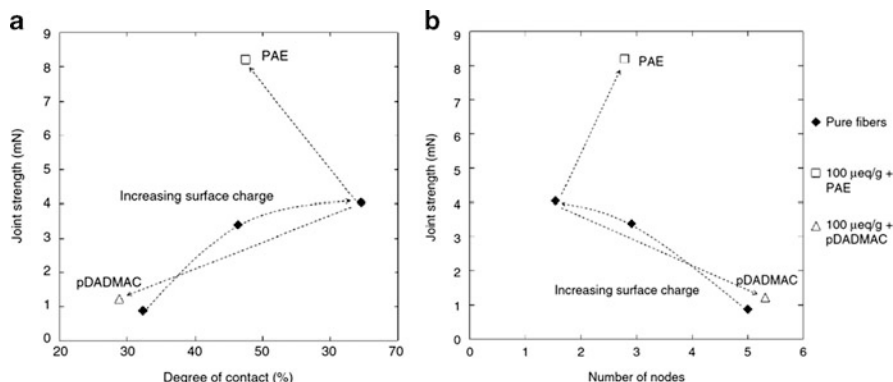 a
9
8
7
6
5
4
3
2
1
0
Joint strength (mN)
PAE
Increasing surface charge
pDADMAC
20 30 30 50 30 70
Degree of contact (%)
b
9
8
7
6
5
4
3
2
1
0
Joint strength (mN)
PAE
pDADMAC
Increasing surface charge
0 1 2 3 4 5 6
Number of nodes
Pure fibers
100 µeq/g +
PAE
100 µeq/g +
pDADMAC